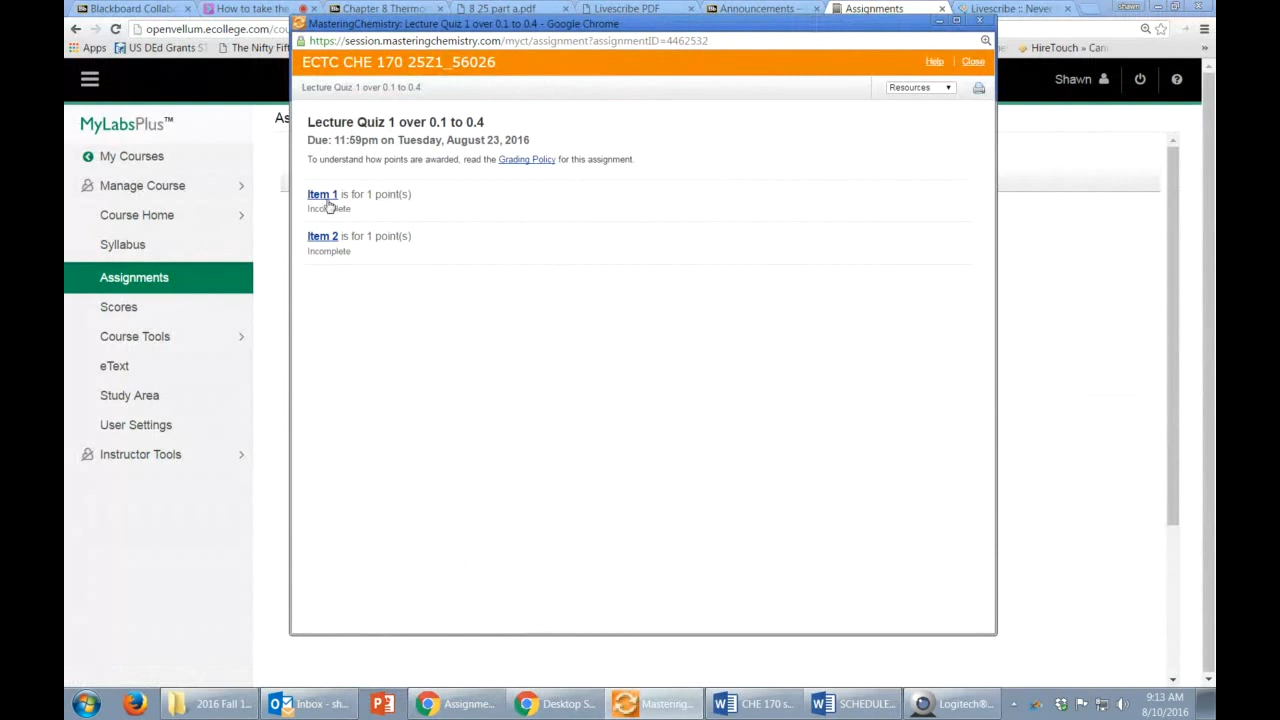 Blackboard Collab
How to take the
Chapter 8 Thermo
8 25 part a.pdf
Livescribe PDF
Announcements –
Assignments
Livescribe :: Never
Shawn
MasteringChemistry: Lecture Quiz 1 over 0.1 to 0.4 - Google Chrome
openvellum.ecollege.com/cou
https://session.masteringchemistry.com/myct/assignment?assignmentID=4462532
Apps
US DEd Grants S
The Nifty Fift
HireTouch » Can
»
ECTC CHE 170 25Z1_56026
Help
Close
Shawn
Lecture Quiz 1 over 0.1 to 0.4
Resources
MyLabsPlus™
As
Lecture Quiz 1 over 0.1 to 0.4
Due: 11:59pm on Tuesday, August 23, 2016
To understand how points are awarded, read the Grading Policy for this assignment.
My Courses
Manage Course
Course Home
Syllabus
Assignments
Scores
Course Tools
eText
Study Area
User Settings
Instructor Tools
Item 1 is for 1 point(s)
Incomplete
Item 2 is for 1 point(s)
Incomplete
2016 Fall 1...
Inbox - sh...
Assignme...
Desktop S...
Mastering...
CHE 170 s...
SCHEDULE...
Logitech®...
9:13 AM
8/10/2016